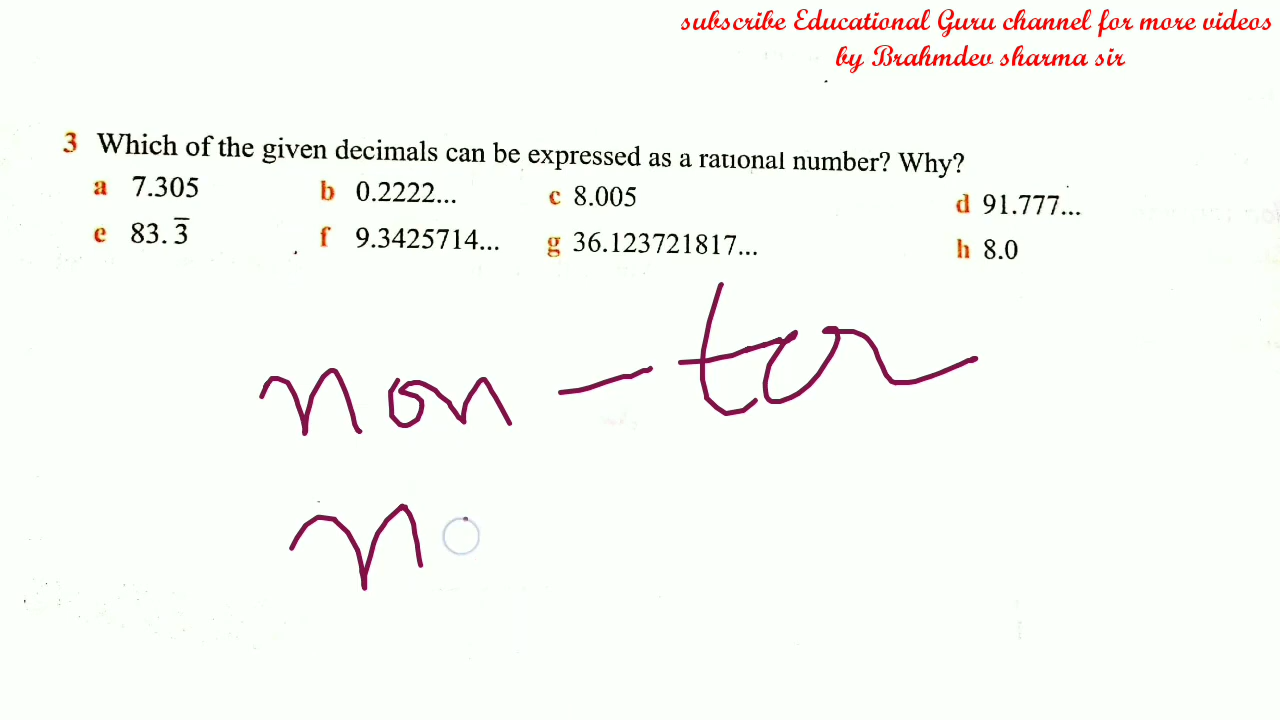 subscribe Educational Guru channel for more videos
by Brahmdev sharma sir
3 Which of the given decimals can be expressed as a rational number? Why?
a 7.305 b 0.2222... c 8.005 d 91.777...
e 83.3̅ f 9.3425714... g 36.123721817... h 8.0
non - ter
n